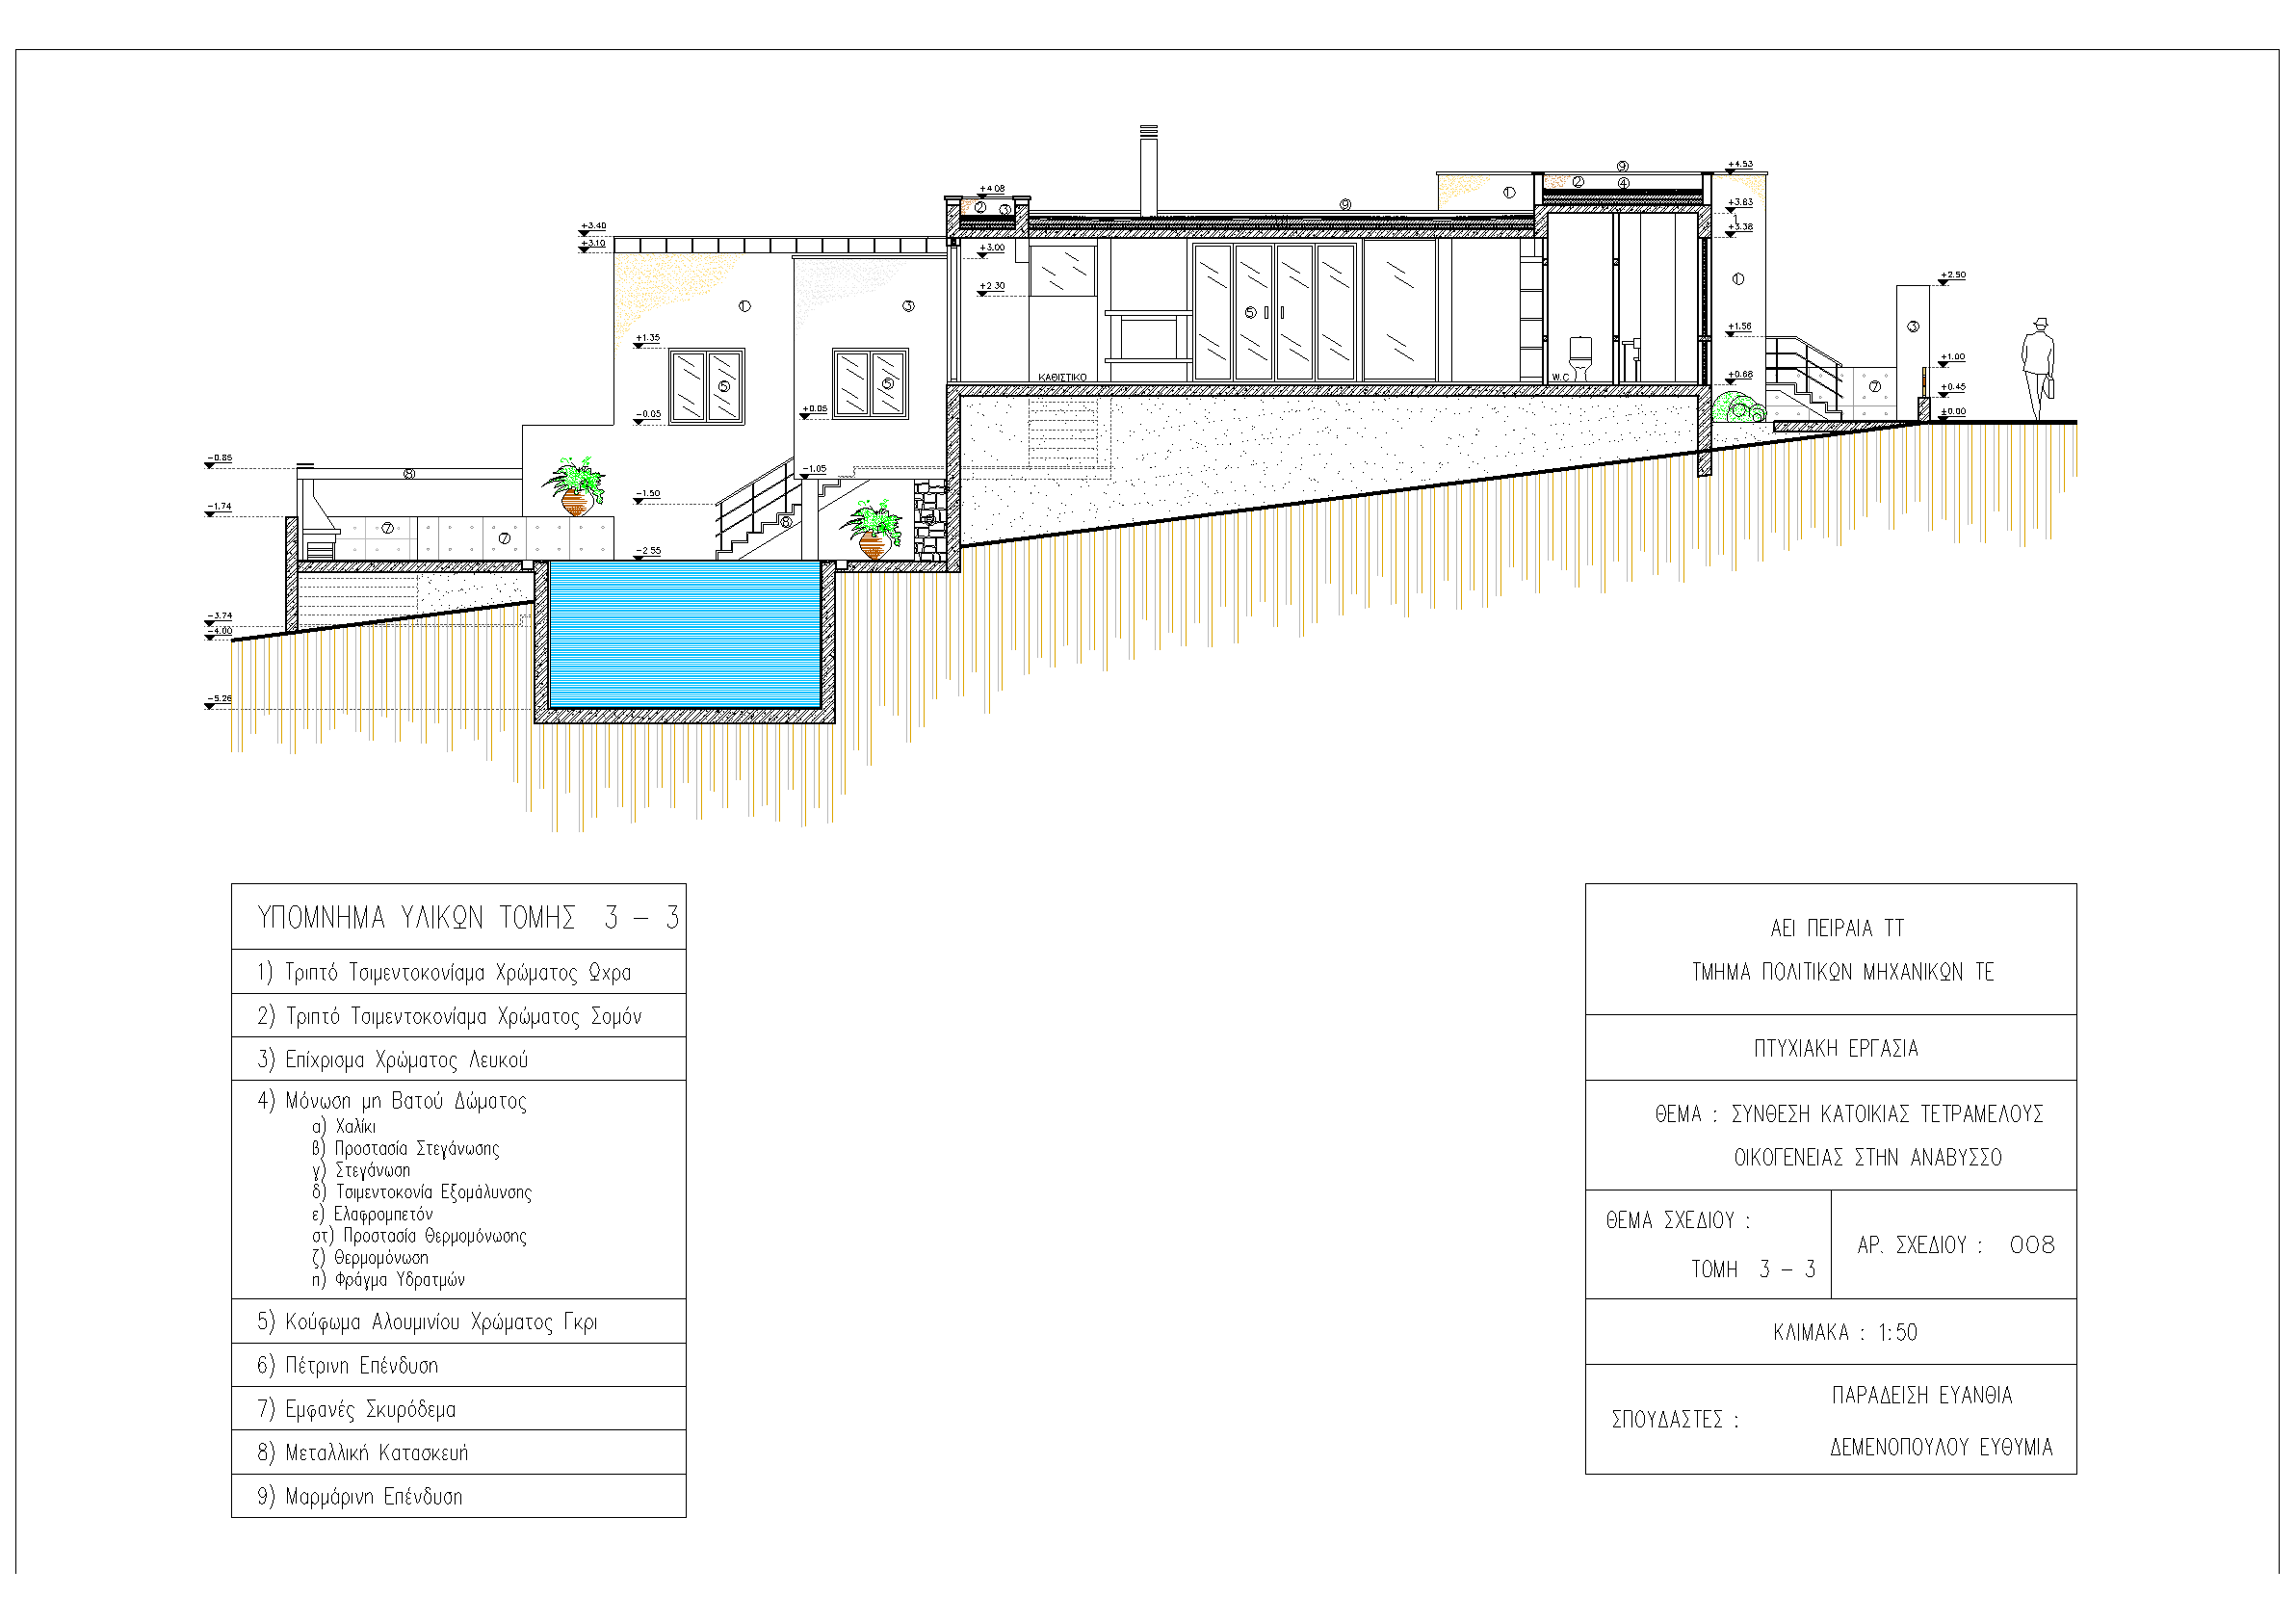 +4.53
+4.08
+3.83
+3.40
+3.38
+3.10
+3.00
+2.30
+2.50
+1.35
+1.56
+1.00
+0.68
+0.45
±0.00
ΚΑΘΙΣΤΙΚΟ
W.C
-0.05
+0.05
-0.85
-1.05
-1.50
-1.74
-2.55
-3.74
-4.00
-5.26
ΥΠΟΜΝΗΜΑ ΥΛΙΚΩΝ ΤΟΜΗΣ 3 - 3
1) Τριπτό Τσιμεντοκονίαμα Χρώματος Ωχρα
2) Τριπτό Τσιμεντοκονίαμα Χρώματος Σομόν
3) Επίχρισμα Χρώματος Λευκού
4) Μόνωση μη Βατού Δώματος
α) Χαλίκι
β) Προστασία Στεγάνωσης
γ) Στεγάνωση
δ) Τσιμεντοκονία Εξομάλυνσης
ε) Ελαφρομπετόν
στ) Προστασία Θερμομόνωσης
ζ) Θερμομόνωση
π) Φράγμα Υδρατμών
5) Κούφωμα Αλουμινίου Χρώματος Γκρι
6) Πέτρινη Επένδυση
7) Εμφανές Σκυρόδεμα
8) Μεταλλική Κατασκευή
9) Μαρμάρινη Επένδυση
ΑΕΙ ΠΕΙΡΑΙΑ ΤΤ
ΤΜΗΜΑ ΠΟΛΙΤΙΚΩΝ ΜΗΧΑΝΙΚΩΝ ΤΕ
ΠΤΥΧΙΑΚΗ ΕΡΓΑΣΙΑ
ΘΕΜΑ : ΣΥΝΘΕΣΗ ΚΑΤΟΙΚΙΑΣ ΤΕΤΡΑΜΕΛΟΥΣ
ΟΙΚΟΓΕΝΕΙΑΣ ΣΤΗΝ ΑΝΑΒΥΣΣΟ
ΘΕΜΑ ΣΧΕΔΙΟΥ :
ΤΟΜΗ 3 - 3
ΑΡ. ΣΧΕΔΙΟΥ : 008
ΚΛΙΜΑΚΑ : 1:50
ΣΠΟΥΔΑΣΤΕΣ :
ΠΑΡΑΔΕΙΣΗ ΕΥΑΝΘΙΑ
ΔΕΜΕΝΟΠΟΥΛΟΥ ΕΥΘΥΜΙΑ